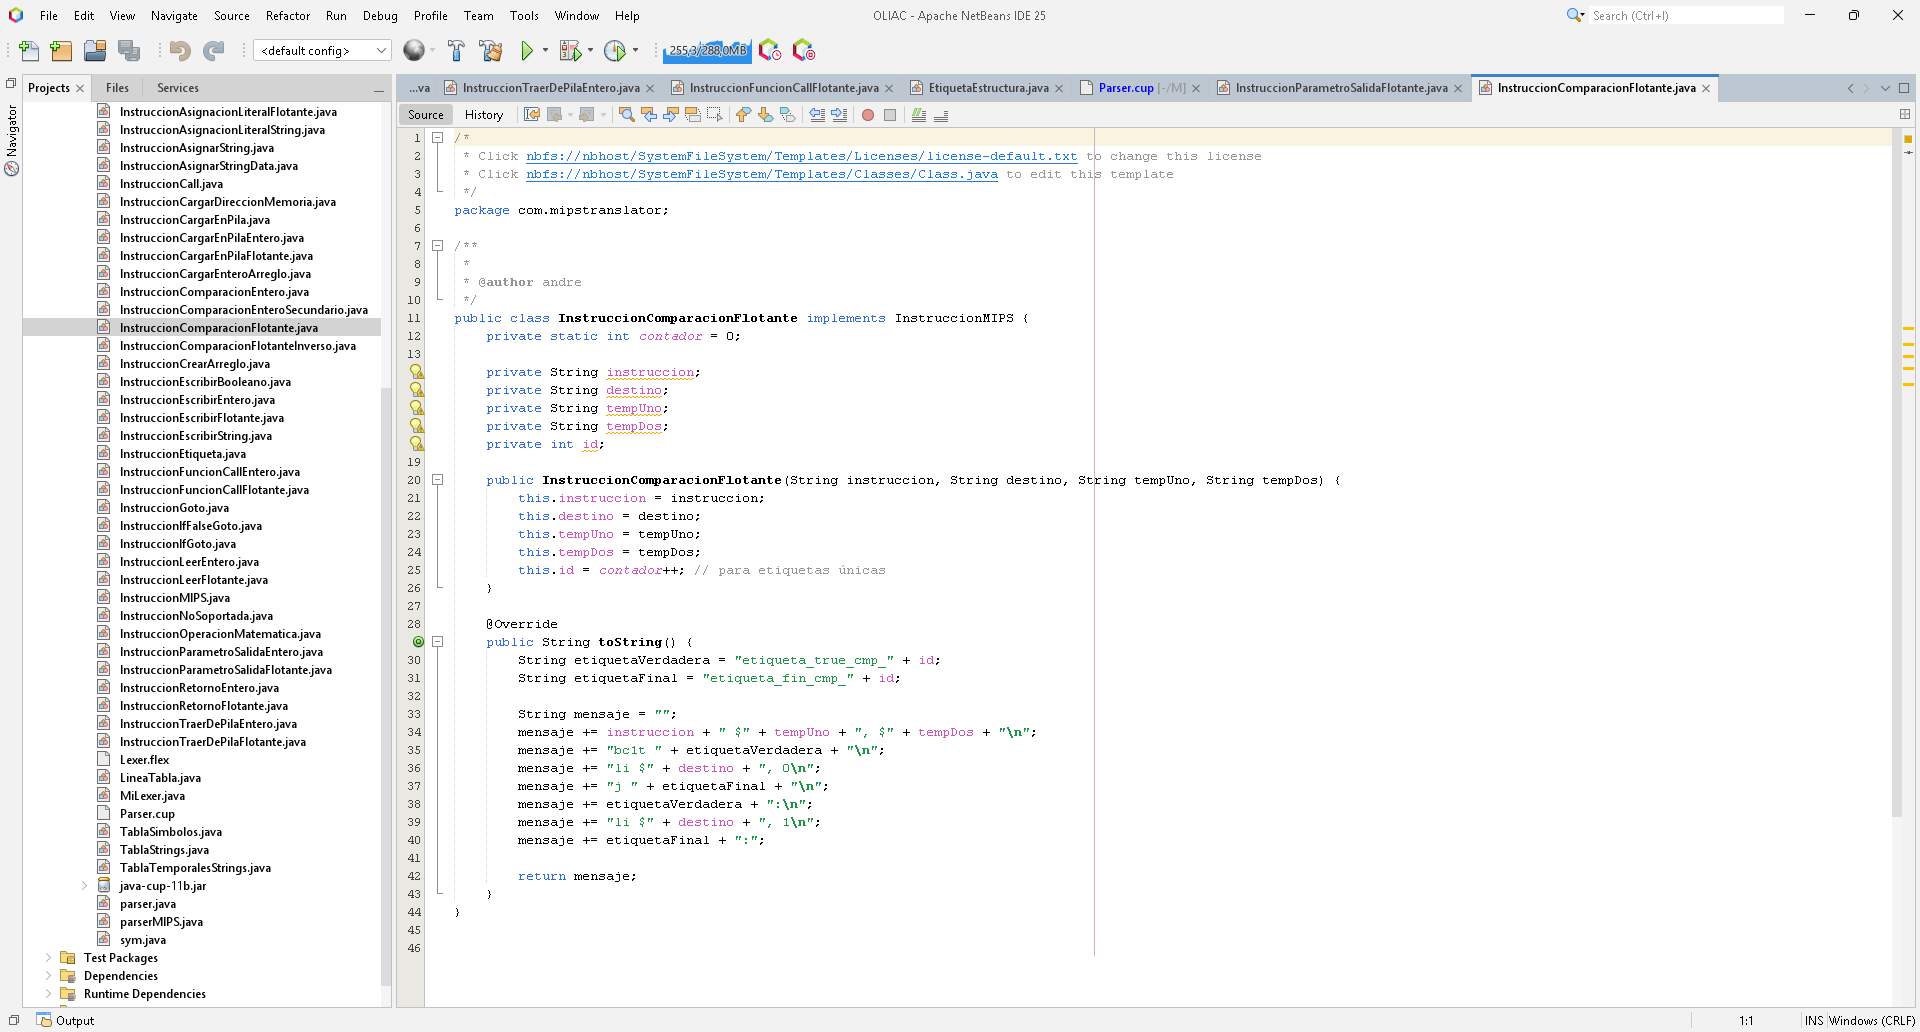 File Edit View Navigate Source Refactor Run Debug Profile Team Tools Window Help
OLIAC - Apache NetBeans IDE 25
Search (Ctrl+I)
<default config>
255,3/288,0MB
Projects Files Services
Navigator
...va InstruccionTraerDePilaEntero.java InstruccionFuncionCallFlotante.java EtiquetaEstructura.java Parser.cup [-/M] InstruccionParametroSalidaFlotante.java InstruccionComparacionFlotante.java
Source History
InstruccionAsignacionLiteralFlotante.java
InstruccionAsignacionLiteralString.java
InstruccionAsignarString.java
InstruccionAsignarStringData.java
InstruccionCall.java
InstruccionCargarDireccionMemoria.java
InstruccionCargarEnPila.java
InstruccionCargarEnPilaEntero.java
InstruccionCargarEnPilaFlotante.java
InstruccionCargarEnteroArreglo.java
InstruccionComparacionEntero.java
InstruccionComparacionEnteroSecundario.java
InstruccionComparacionFlotante.java
InstruccionComparacionFlotanteInverso.java
InstruccionCrearArreglo.java
InstruccionEscribirBooleano.java
InstruccionEscribirEntero.java
InstruccionEscribirFlotante.java
InstruccionEscribirString.java
InstruccionEtiqueta.java
InstruccionFuncionCallEntero.java
InstruccionFuncionCallFlotante.java
InstruccionGoto.java
InstruccionIfFalseGoto.java
InstruccionIfGoto.java
InstruccionLeerEntero.java
InstruccionLeerFlotante.java
InstruccionMIPS.java
InstruccionNoSoportada.java
InstruccionOperacionMatematica.java
InstruccionParametroSalidaEntero.java
InstruccionParametroSalidaFlotante.java
InstruccionRetornoEntero.java
InstruccionRetornoFlotante.java
InstruccionTraerDePilaEntero.java
InstruccionTraerDePilaFlotante.java
Lexer.flex
LineaTabla.java
MiLexer.java
Parser.cup
TablaSimbolos.java
TablaStrings.java
TablaTemporalesStrings.java
java-cup-11b.jar
parser.java
parserMIPS.java
sym.java
Test Packages
Dependencies
Runtime Dependencies
1 /*
2 * Click nbfs://nbhost/SystemFileSystem/Templates/Licenses/license-default.txt to change this license
3 * Click nbfs://nbhost/SystemFileSystem/Templates/Classes/Class.java to edit this template
4 */
5 package com.mipstranslator;
6
7 /**
8 *
9 * @author andre
10 */
11 public class InstruccionComparacionFlotante implements InstruccionMIPS {
12 private static int contador = 0;
13
private String instruccion;
private String destino;
private String tempUno;
private String tempDos;
private int id;
19
20 public InstruccionComparacionFlotante(String instruccion, String destino, String tempUno, String tempDos) {
21 this.instruccion = instruccion;
22 this.destino = destino;
23 this.tempUno = tempUno;
24 this.tempDos = tempDos;
25 this.id = contador++; // para etiquetas únicas
26 }
27
28 @Override
public String toString() {
30 String etiquetaVerdadera = "etiqueta_true_cmp_" + id;
31 String etiquetaFinal = "etiqueta_fin_cmp_" + id;
32
33 String mensaje = "";
34 mensaje += instruccion + " $" + tempUno + ", $" + tempDos + "\n";
35 mensaje += "bc1t " + etiquetaVerdadera + "\n";
36 mensaje += "li $" + destino + ", 0\n";
37 mensaje += "j " + etiquetaFinal + "\n";
38 mensaje += etiquetaVerdadera + ":\n";
39 mensaje += "li $" + destino + ", 1\n";
40 mensaje += etiquetaFinal + ":";
41
42 return mensaje;
43 }
44 }
45
46
Output
1:1 INS Windows (CRLF)